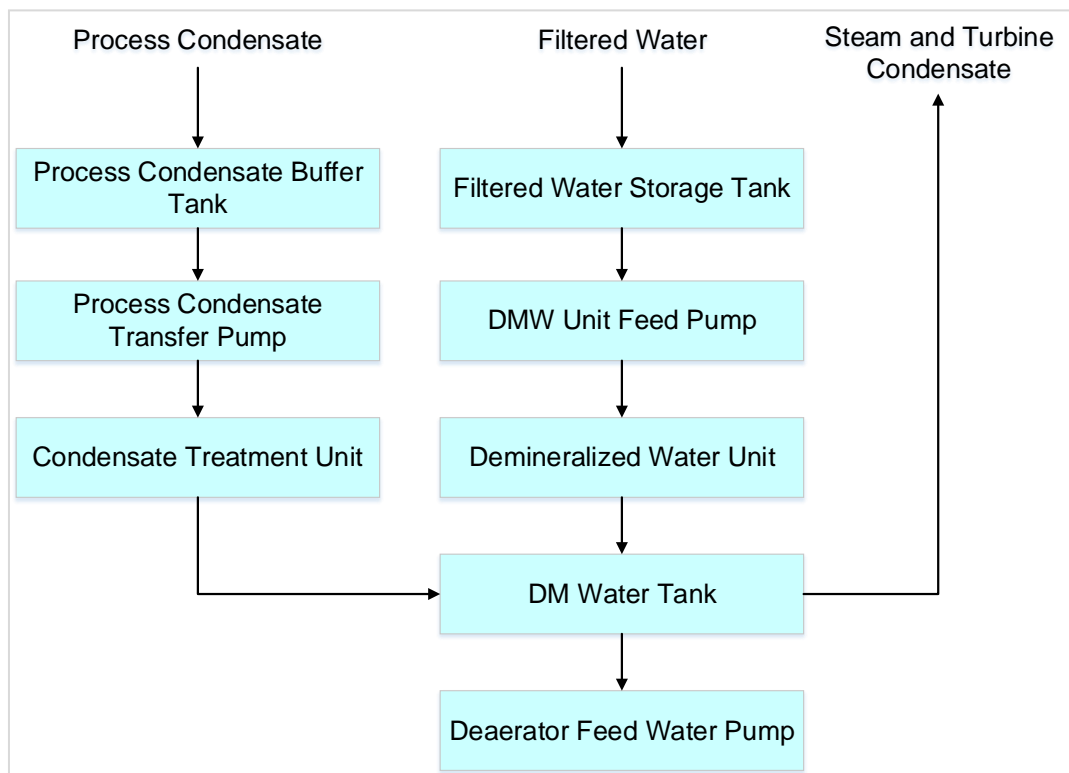 Process Condensate
Filtered Water
Steam and Turbine
Condensate
Process Condensate Buffer
Tank
Filtered Water Storage Tank
Process Condensate
Transfer Pump
DMW Unit Feed Pump
Condensate Treatment Unit
Demineralized Water Unit
DM Water Tank
Deaerator Feed Water Pump